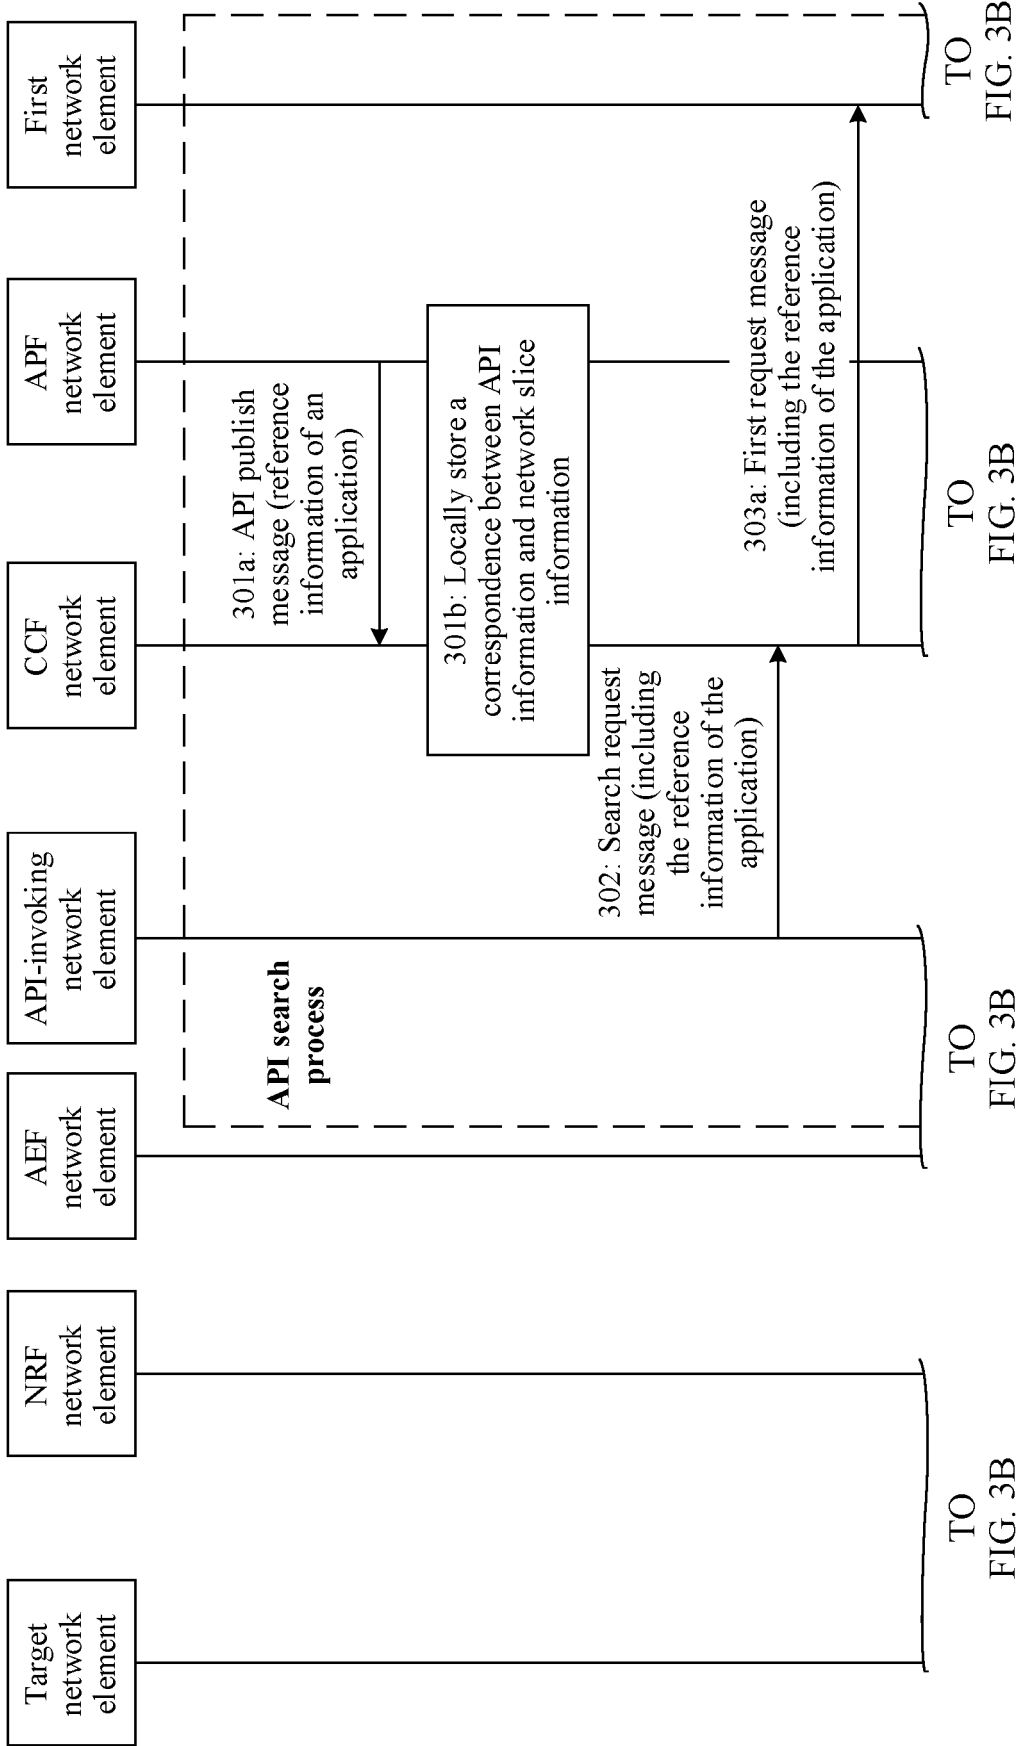 Target
network
element
NRF
network
element
AEF
network
element
API-invoking
network
element
CCF
network
element
APF
network
element
First
network
element
API search
process
301a: API publish
message (reference
information of an
application)
301b: Locally store a
correspondence between API
information and network slice
information
302: Search request
message (including
the reference
information of the
application)
303a: First request message
(including the reference
information of the application)
TO
FIG. 3B
TO
FIG. 3B
TO
FIG. 3B
TO
FIG. 3B